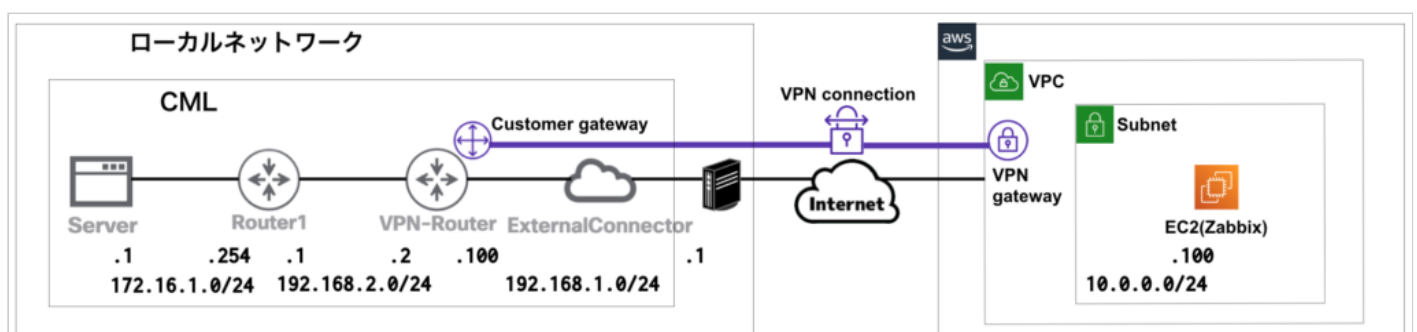 ローカルネットワーク
aws
CML
VPC
VPN connection
Customer gateway
Subnet
Internet
VPN
gateway
Server
Router1
VPN-Router
ExternalConnector
EC2(Zabbix)
.1
.254
.1
.2
.100
.1
.100
172.16.1.0/24
192.168.2.0/24
192.168.1.0/24
10.0.0.0/24